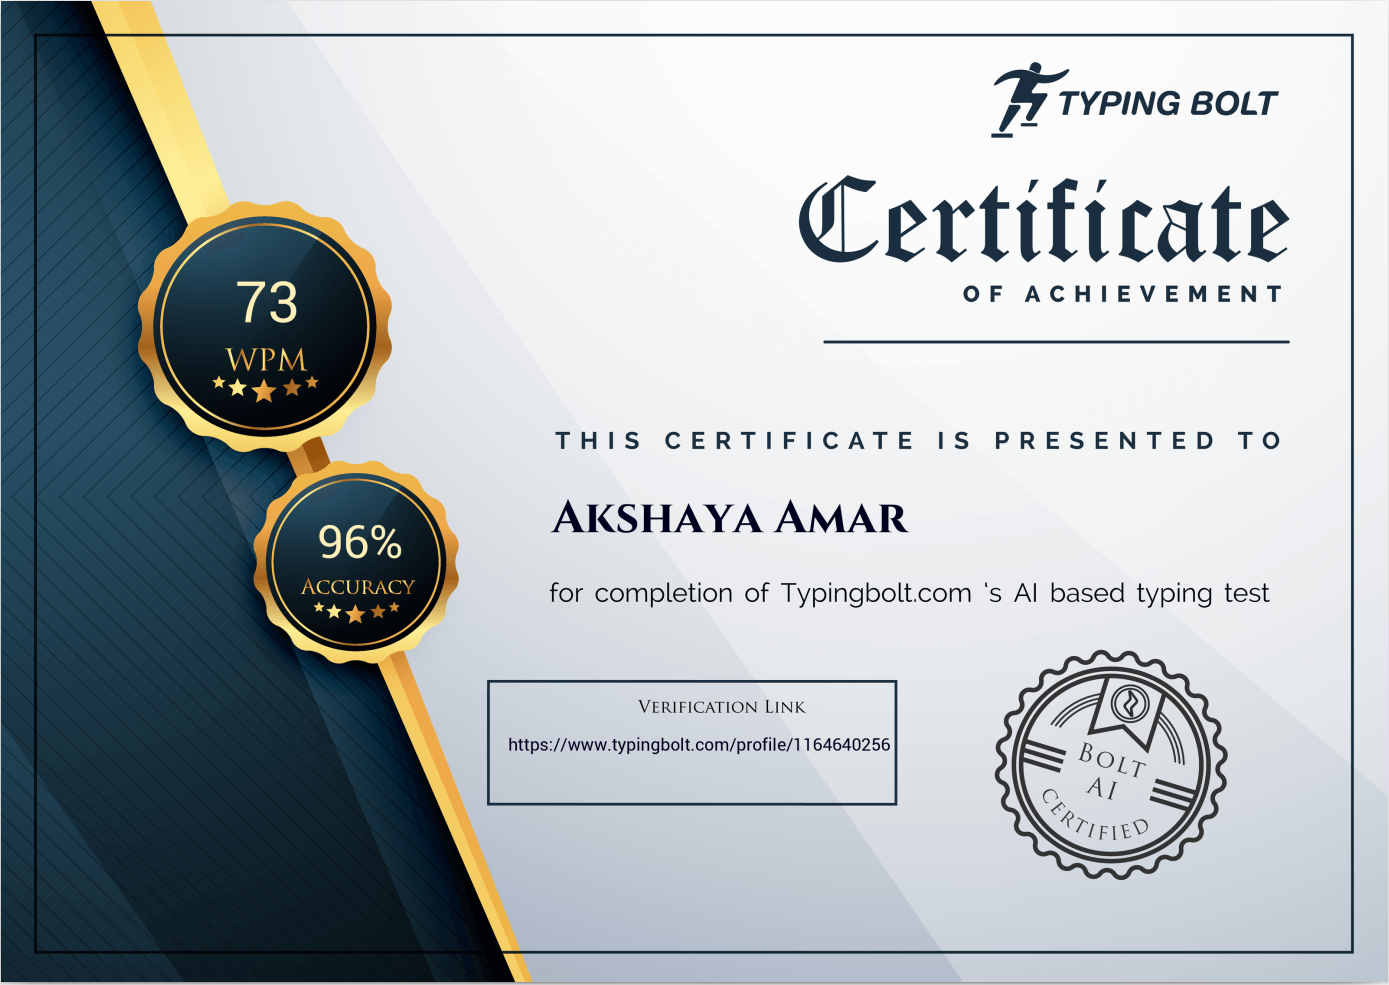 TYPING BOLT
Certificate
OF ACHIEVEMENT
73
WPM
THIS CERTIFICATE IS PRESENTED TO
AKSHAYA AMAR
96%
ACCURACY
for completion of Typingbolt.com ‘s AI based typing test
VERIFICATION LINK
https://www.typingbolt.com/profile/1164640256
BOLT
AI
CERTIFIED